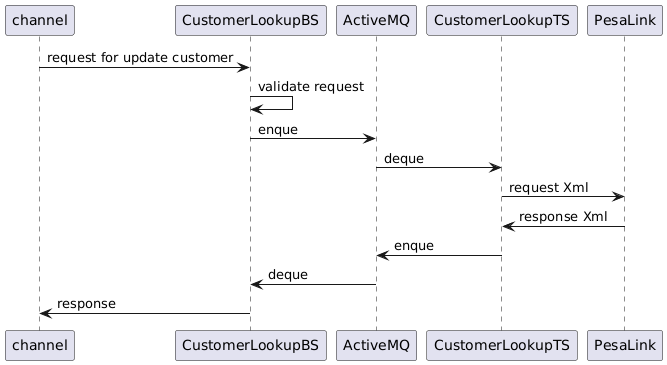 channel CustomerLookupBS ActiveMQ CustomerLookupTS PesaLink
request for update customer
validate request
enque
deque
request Xml
response Xml
enque
deque
response
channel CustomerLookupBS ActiveMQ CustomerLookupTS PesaLink